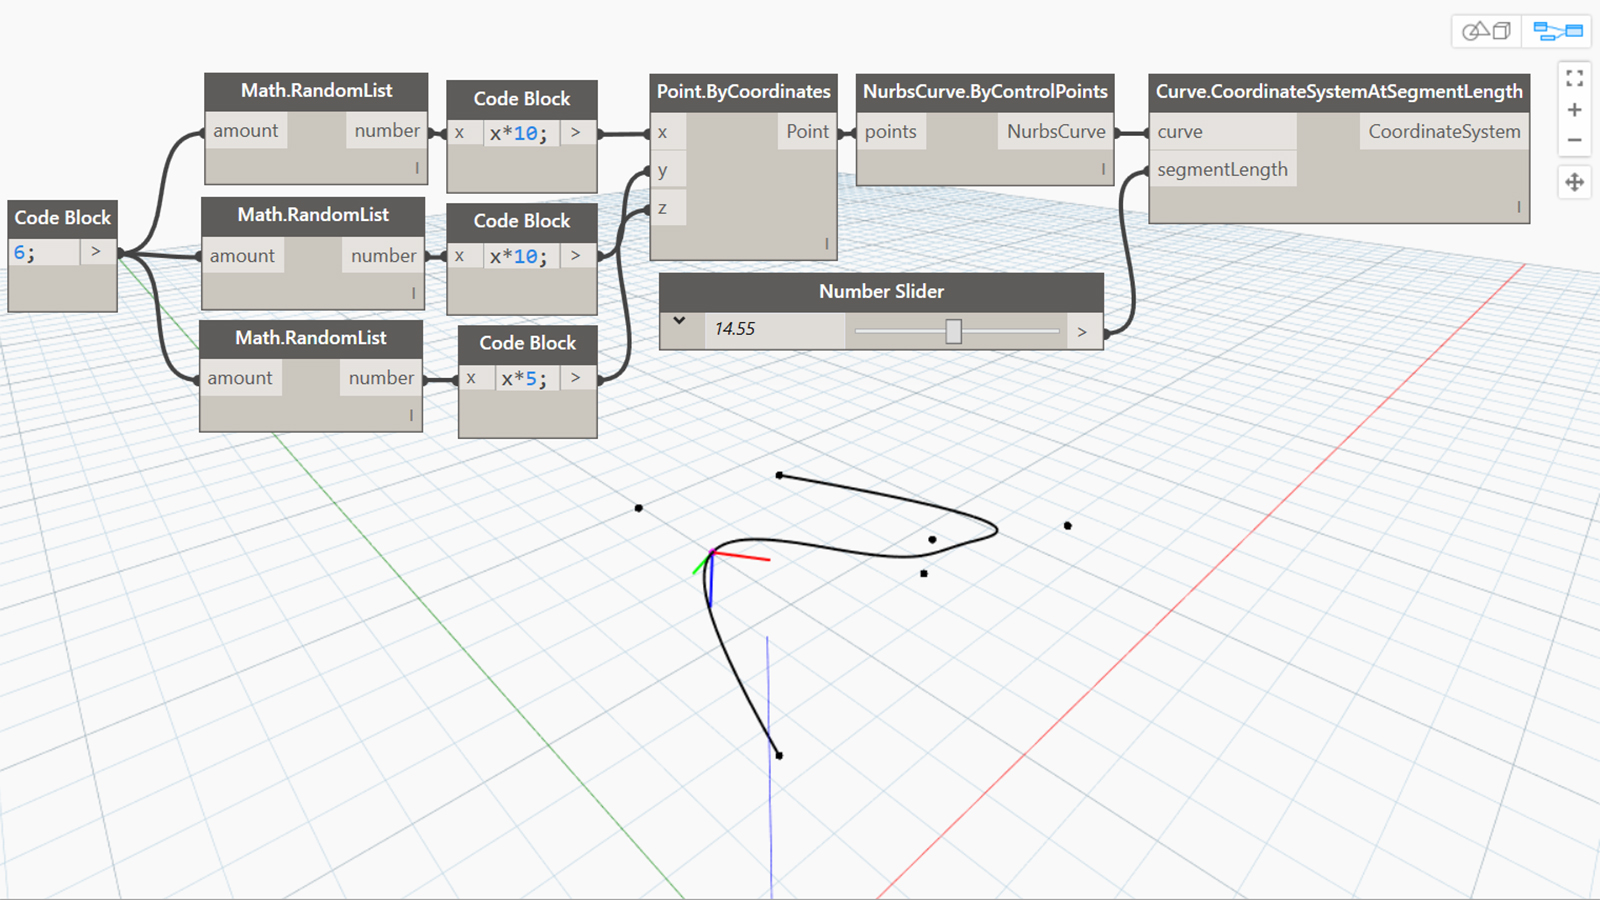 Math.RandomList
amount number
l
Code Block
x x*10; >
Point.ByCoordinates
x Point
y
z
l
NurbsCurve.ByControlPoints
points NurbsCurve
l
Curve.CoordinateSystemAtSegmentLength
curve CoordinateSystem
segmentLength
l
Code Block
6; >
Math.RandomList
amount number
l
Code Block
x x*10; >
Number Slider
14.55 >
Math.RandomList
amount number
l
Code Block
x x*5; >